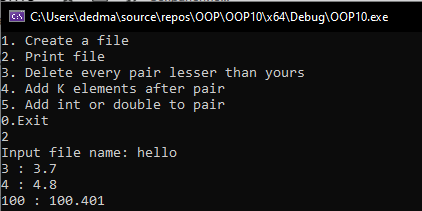 C:\Users\dedma\source\repos\OOP\OOP10\x64\Debug\OOP10.exe
1. Create a file
2. Print file
3. Delete every pair lesser than yours
4. Add K elements after pair
5. Add int or double to pair
0.Exit
2
Input file name: hello
3 : 3.7
4 : 4.8
100 : 100.401